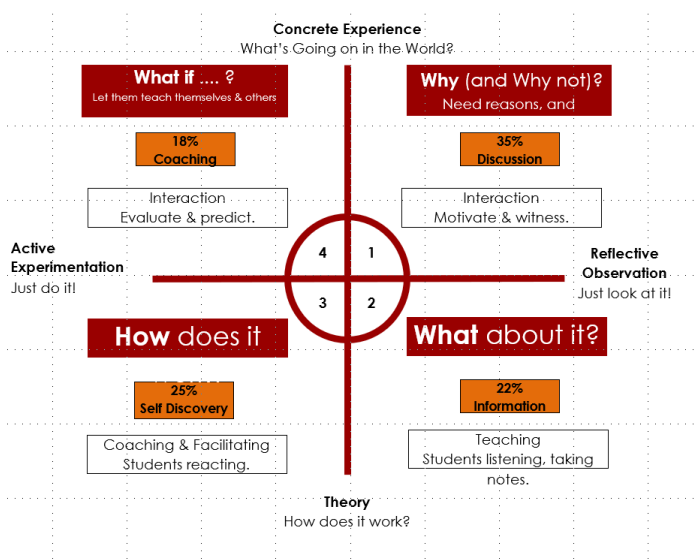 Concrete Experience
What's Going on in the World?
What if .... ?
Let them teach themselves & others
18%
Coaching
Interaction
Evaluate & predict.
Why (and Why not)?
Need reasons, and
35%
Discussion
Interaction
Motivate & witness.
Active
Experimentation
Just do it!
4
1
3
2
Reflective
Observation
Just look at it!
How does it
25%
Self Discovery
Coaching & Facilitating
Students reacting.
What about it?
22%
Information
Teaching
Students listening, taking
notes.
Theory
How does it work?